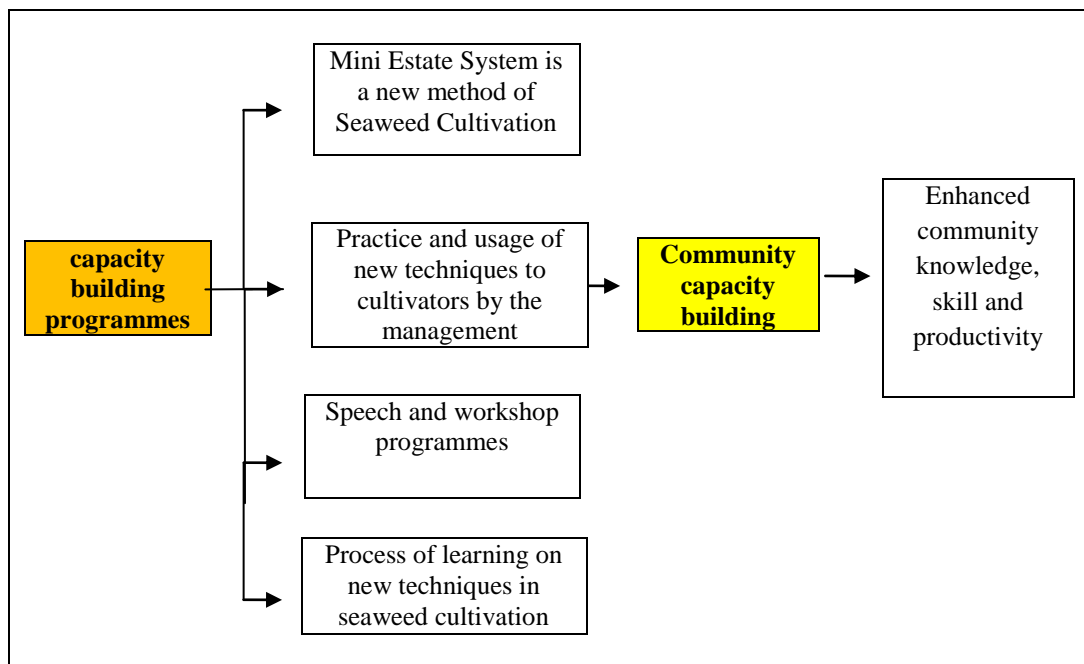 Mini Estate System is
a new method of
Seaweed Cultivation
capacity
building
programmes
Practice and usage of
new techniques to
cultivators by the
management
Community
capacity
building
Enhanced
community
knowledge,
skill and
productivity
Speech and workshop
programmes
Process of learning on
new techniques in
seaweed cultivation